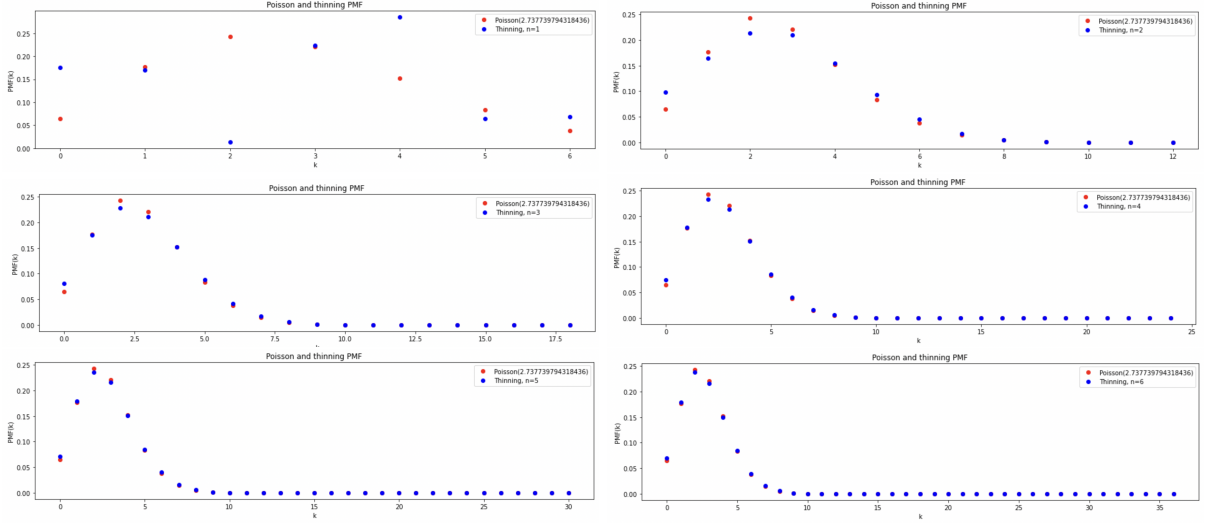 Poisson and thinning PMF
Poisson(2.737739794318436)
Thinning, n=1
PMF(k)
0.25
0.20
0.15
0.10
0.05
0.00
0 1 2 3 4 5 6
k
Poisson and thinning PMF
Poisson(2.737739794318436)
Thinning, n=2
PMF(k)
0.25
0.20
0.15
0.10
0.05
0.00
0 2 4 6 8 10 12
k
Poisson and thinning PMF
Poisson(2.737739794318436)
Thinning, n=3
PMF(k)
0.25
0.20
0.15
0.10
0.05
0.00
0.0 2.5 5.0 7.5 10.0 12.5 15.0 17.5
Poisson and thinning PMF
Poisson(2.737739794318436)
Thinning, n=4
PMF(k)
0.25
0.20
0.15
0.10
0.05
0.00
0 5 10 15 20 25
k
Poisson and thinning PMF
Poisson(2.737739794318436)
Thinning, n=5
PMF(k)
0.25
0.20
0.15
0.10
0.05
0.00
0 5 10 15 20 25 30
k
Poisson and thinning PMF
Poisson(2.737739794318436)
Thinning, n=6
PMF(k)
0.25
0.20
0.15
0.10
0.05
0.00
0 5 10 15 20 25 30 35
k